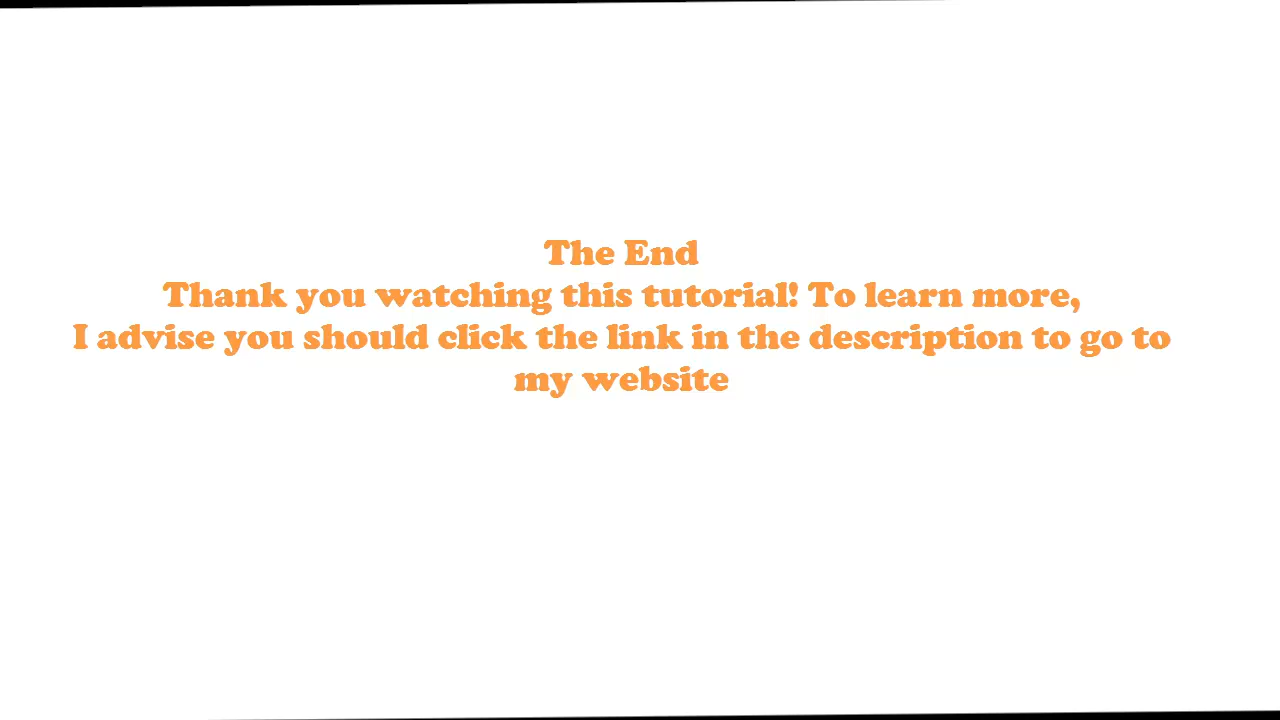 The End
Thank you watching this tutorial! To learn more,
I advise you should click the link in the description to go to
my website